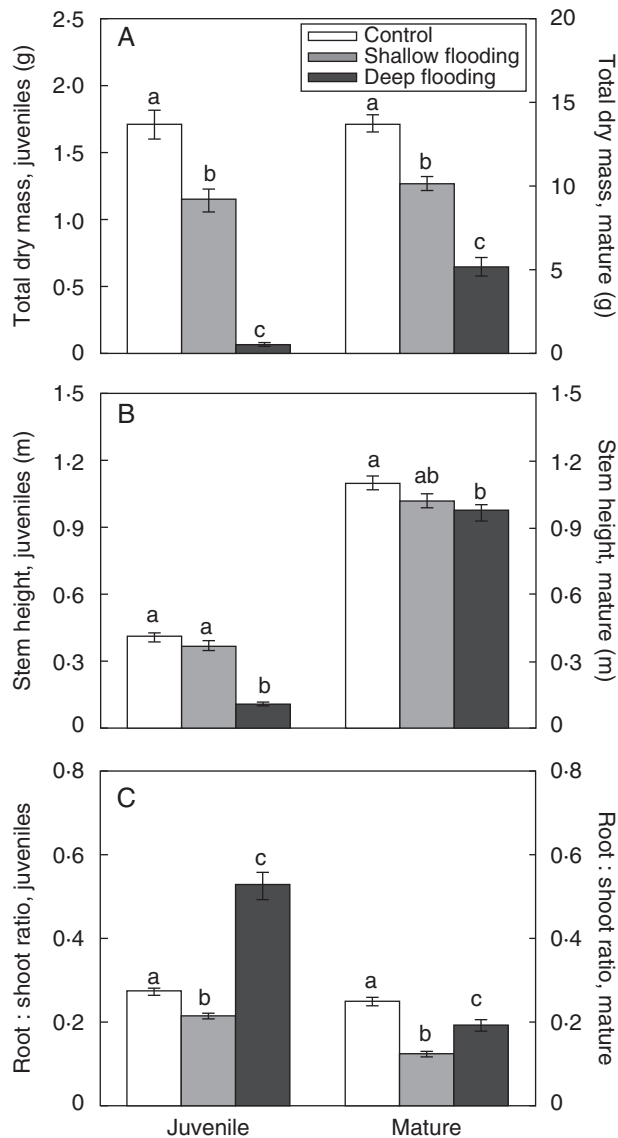 Total dry mass, juveniles (g)
2·5
2·0
1·5
1·0
0·5
0
A
Control
Shallow flooding
Deep flooding
a
b
c
a
b
c
20
15
10
5
0
Total dry mass, mature (g)
Stem height, juveniles (m)
1·5
1·2
0·9
0·6
0·3
0
B
a
a
b
a
ab
b
1·5
1·2
0·9
0·6
0·3
0
Stem height, mature (m)
Root : shoot ratio, juveniles
0·8
0·6
0·4
0·2
0
C
a
b
c
a
b
c
0·8
0·6
0·4
0·2
0
Root : shoot ratio, mature
Juvenile
Mature